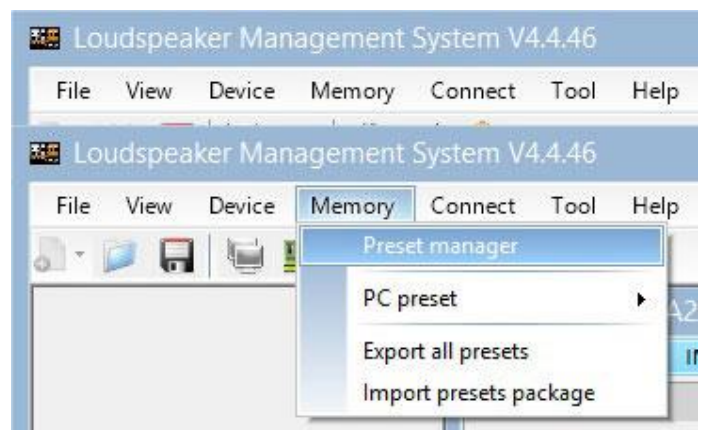 Loudspeaker Management System V4.4.46
File View Device Memory Connect Tool Help
Loudspeaker Management System V4.4.46
File View Device Memory Connect Tool Help
Preset manager
PC preset
Export all presets
Import presets package